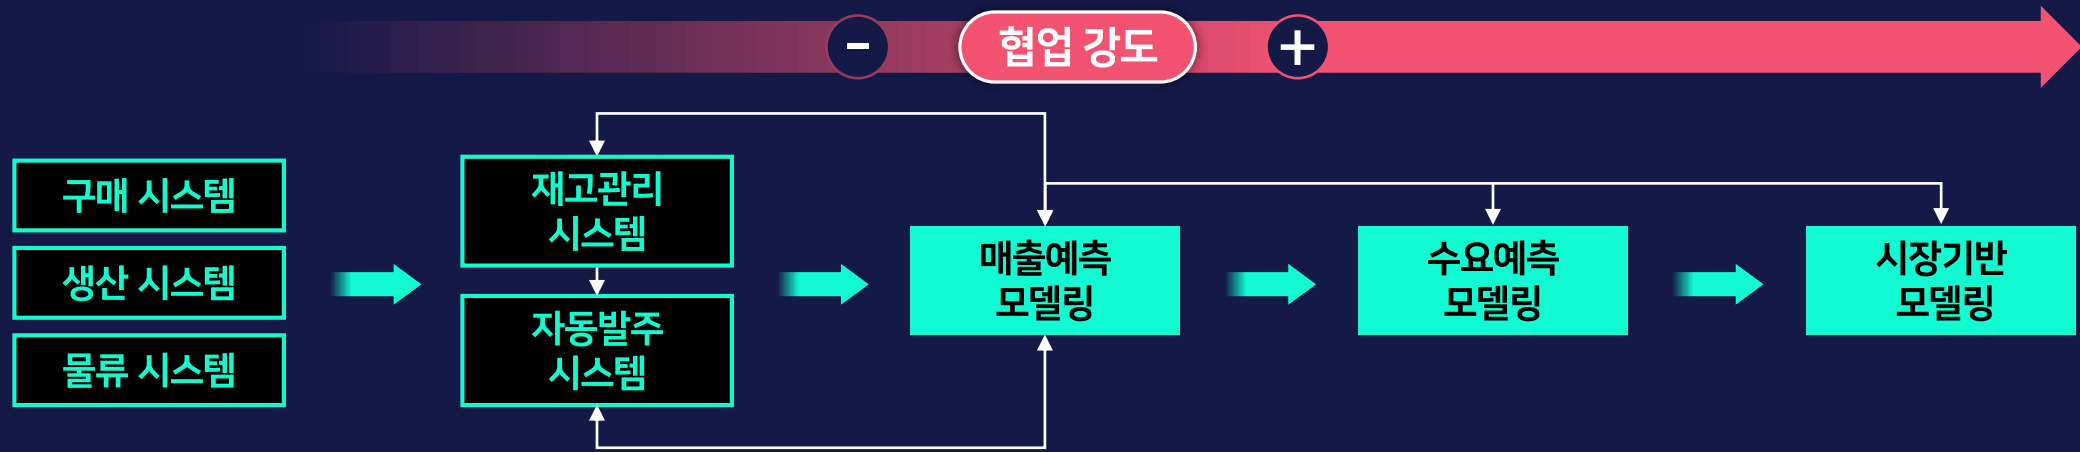 - 협업 강도 +
구매 시스템
생산 시스템
물류 시스템
재고관리
시스템
자동발주
시스템
매출예측
모델링
수요예측
모델링
시장기반
모델링